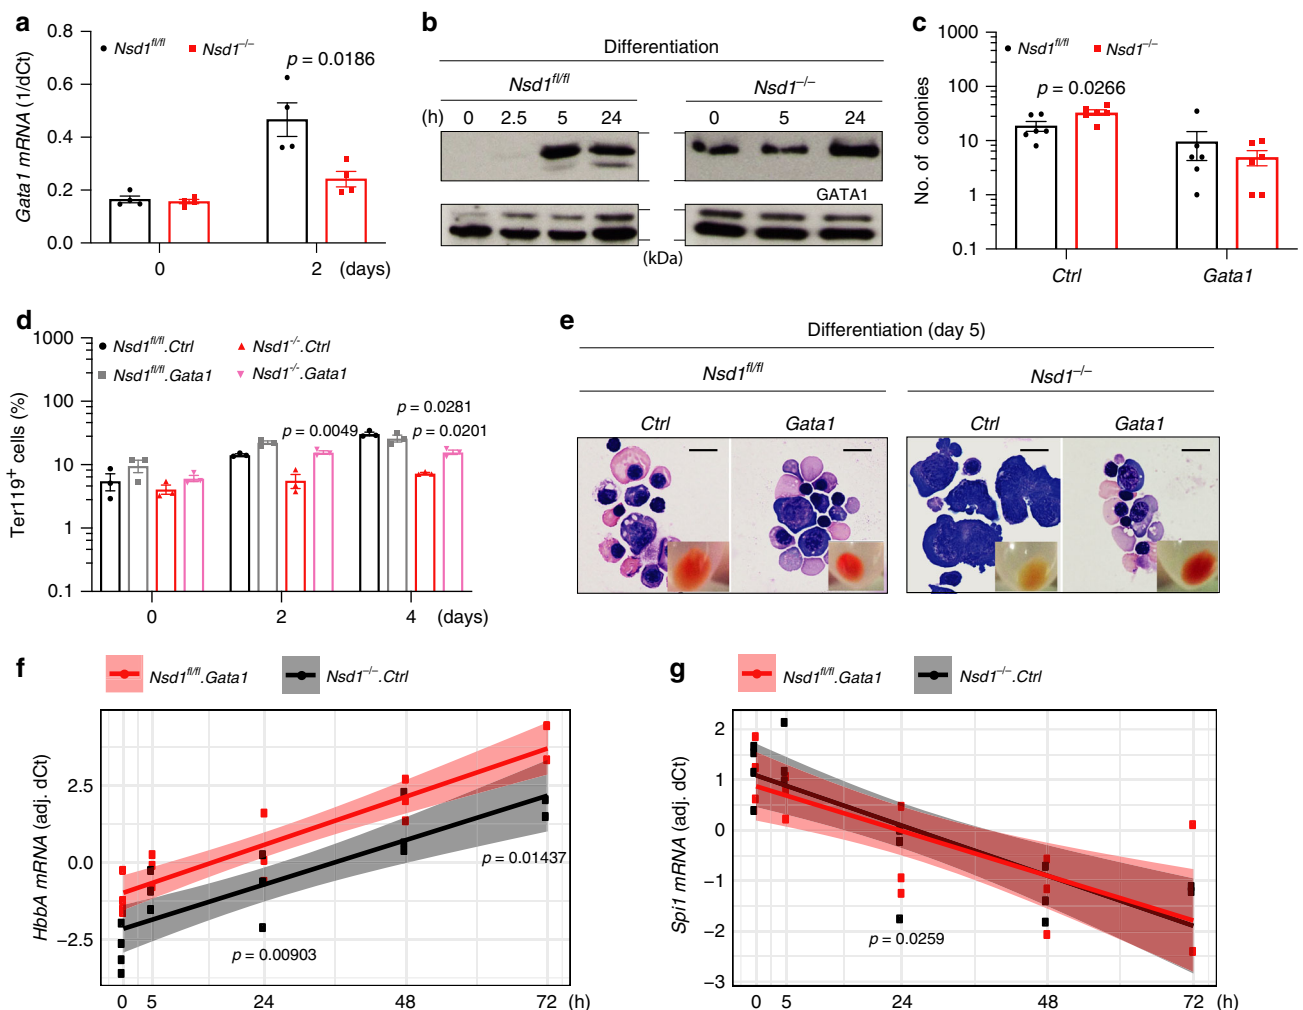 a
0.8
0.6
0.4
0.2
0.0
Gata1 mRNA (1/dCt)
Nsd1fl/fl
Nsd1–/–
p = 0.0186
0
2
(days)
b
Differentiation
Nsd1fl/fl
Nsd1–/–
(h)
0
2.5
5
24
0
5
24
GATA1
(kDa)
c
1000
100
10
1
0.1
No. of colonies
Nsd1fl/fl
Nsd1–/–
p = 0.0266
Ctrl
Gata1
d
1000
100
10
1
0.1
Ter119+ cells (%)
Nsd1fl/fl.Ctrl
Nsd1-/-.Ctrl
Nsd1fl/fl.Gata1
Nsd1-/-.Gata1
p = 0.0049
p = 0.0281
p = 0.0201
0
2
4
(days)
e
Differentiation (day 5)
Nsd1fl/fl
Nsd1–/–
Ctrl
Gata1
Ctrl
Gata1
f
Nsd1fl/fl.Gata1
Nsd1–/–.Ctrl
HbbA mRNA (adj. dCt)
2.5
0.0
–2.5
p = 0.01437
p = 0.00903
0
5
24
48
72
(h)
g
Nsd1fl/fl.Gata1
Nsd1–/–.Ctrl
Spi1 mRNA (adj. dCt)
2
1
0
–1
–2
–3
p = 0.0259
0
5
24
48
72
(h)